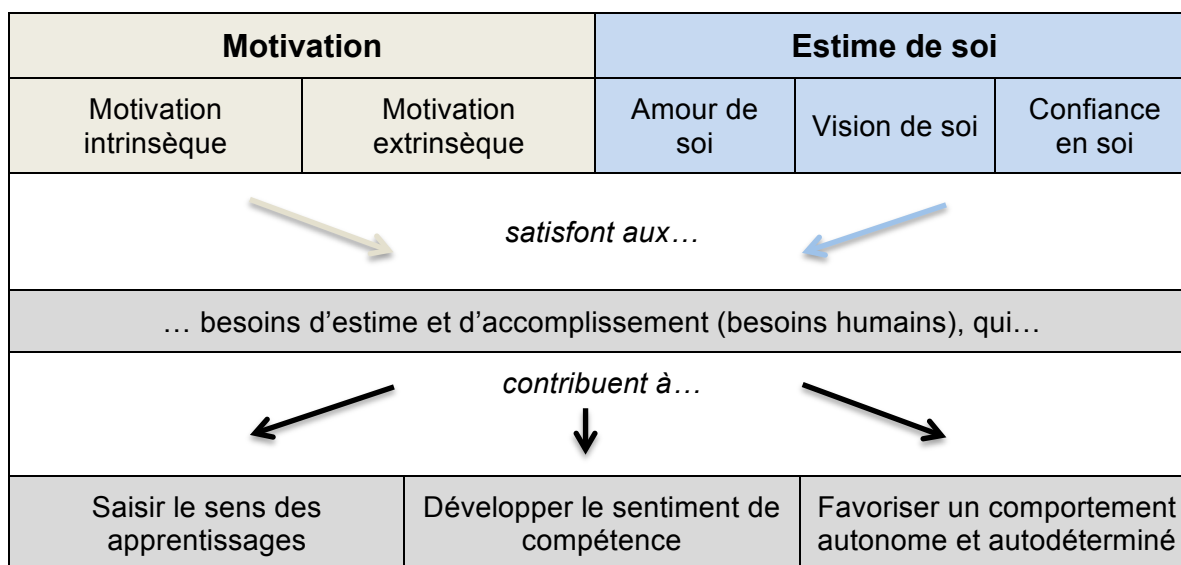 Motivation
Estime de soi
Motivation
intrinsèque
Motivation
extrinsèque
Amour de
soi
Vision de soi
Confiance
en soi
satisfont aux…
… besoins d’estime et d’accomplissement (besoins humains), qui…
contribuent à…
Saisir le sens des
apprentissages
Développer le sentiment de
compétence
Favoriser un comportement
autonome et autodéterminé